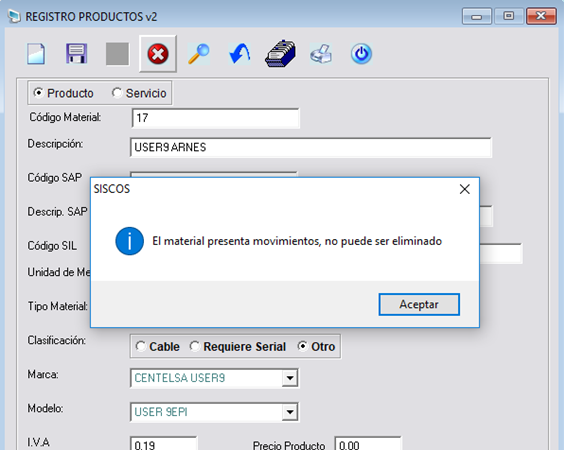 REGISTRO PRODUCTOS v2
Producto Servicio
Código Material: 17
Descripción: USER9 ARNES
Código SAP
SISCOS
Descrip. SAP
El material presenta movimientos, no puede ser eliminado
Código SIL
Unidad de Me
Tipo Material:
Aceptar
Clasificación: Cable Requiere Serial Otro
Marca: CENTELSA USER9
Modelo: USER 9EPI
I.V.A 0.19 Precio Producto 0.00